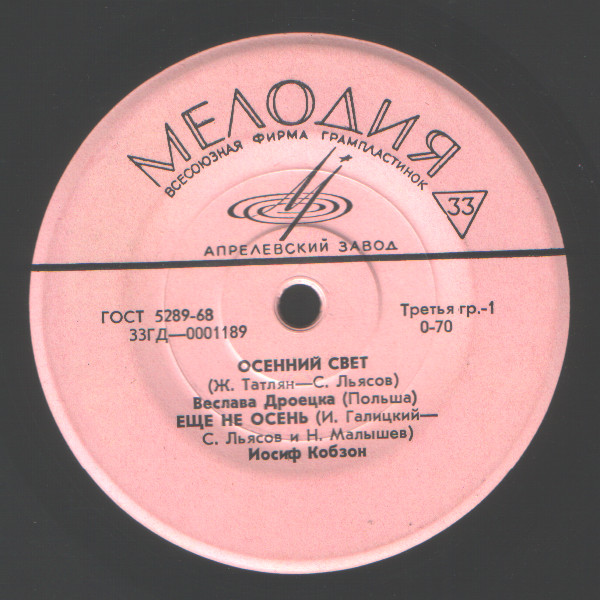 МЕЛОДИЯ
ВСЕСОЮЗНАЯ ФИРМА ГРАМПЛАСТИНОК
33
АПРЕЛЕВСКИЙ ЗАВОД
ГОСТ 5289-68
33ГД—0001189
Третья гр.-1
0-70
ОСЕННИЙ СВЕТ
(Ж. Татлян—С. Льясов)
Веслава Дроецка (Польша)
ЕЩЕ НЕ ОСЕНЬ (И. Галицкий—
С. Льясов и Н. Малышев)
Иосиф Кобзон